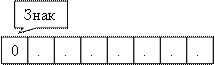 Знак
0 . . . . . . .